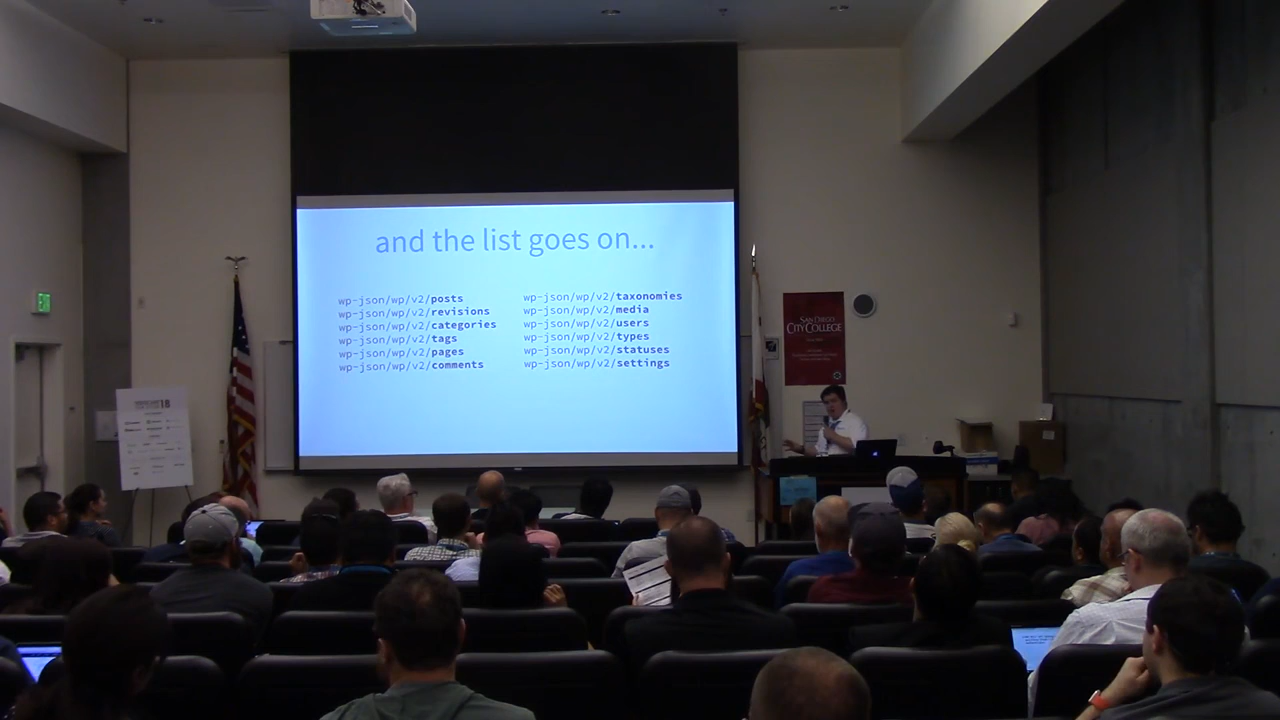 and the list goes on...
wp-json/wp/v2/posts
wp-json/wp/v2/revisions
wp-json/wp/v2/categories
wp-json/wp/v2/tags
wp-json/wp/v2/pages
wp-json/wp/v2/comments
wp-json/wp/v2/taxonomies
wp-json/wp/v2/media
wp-json/wp/v2/users
wp-json/wp/v2/types
wp-json/wp/v2/statuses
wp-json/wp/v2/settings
SAN DIEGO
CITY COLLEGE